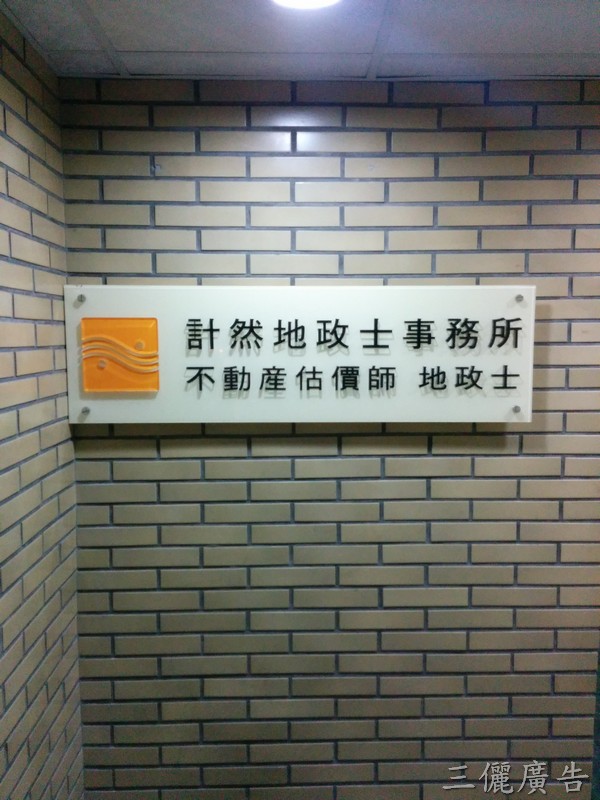 計然地政士事務所
不動産估價師 地政士
三儷廣告